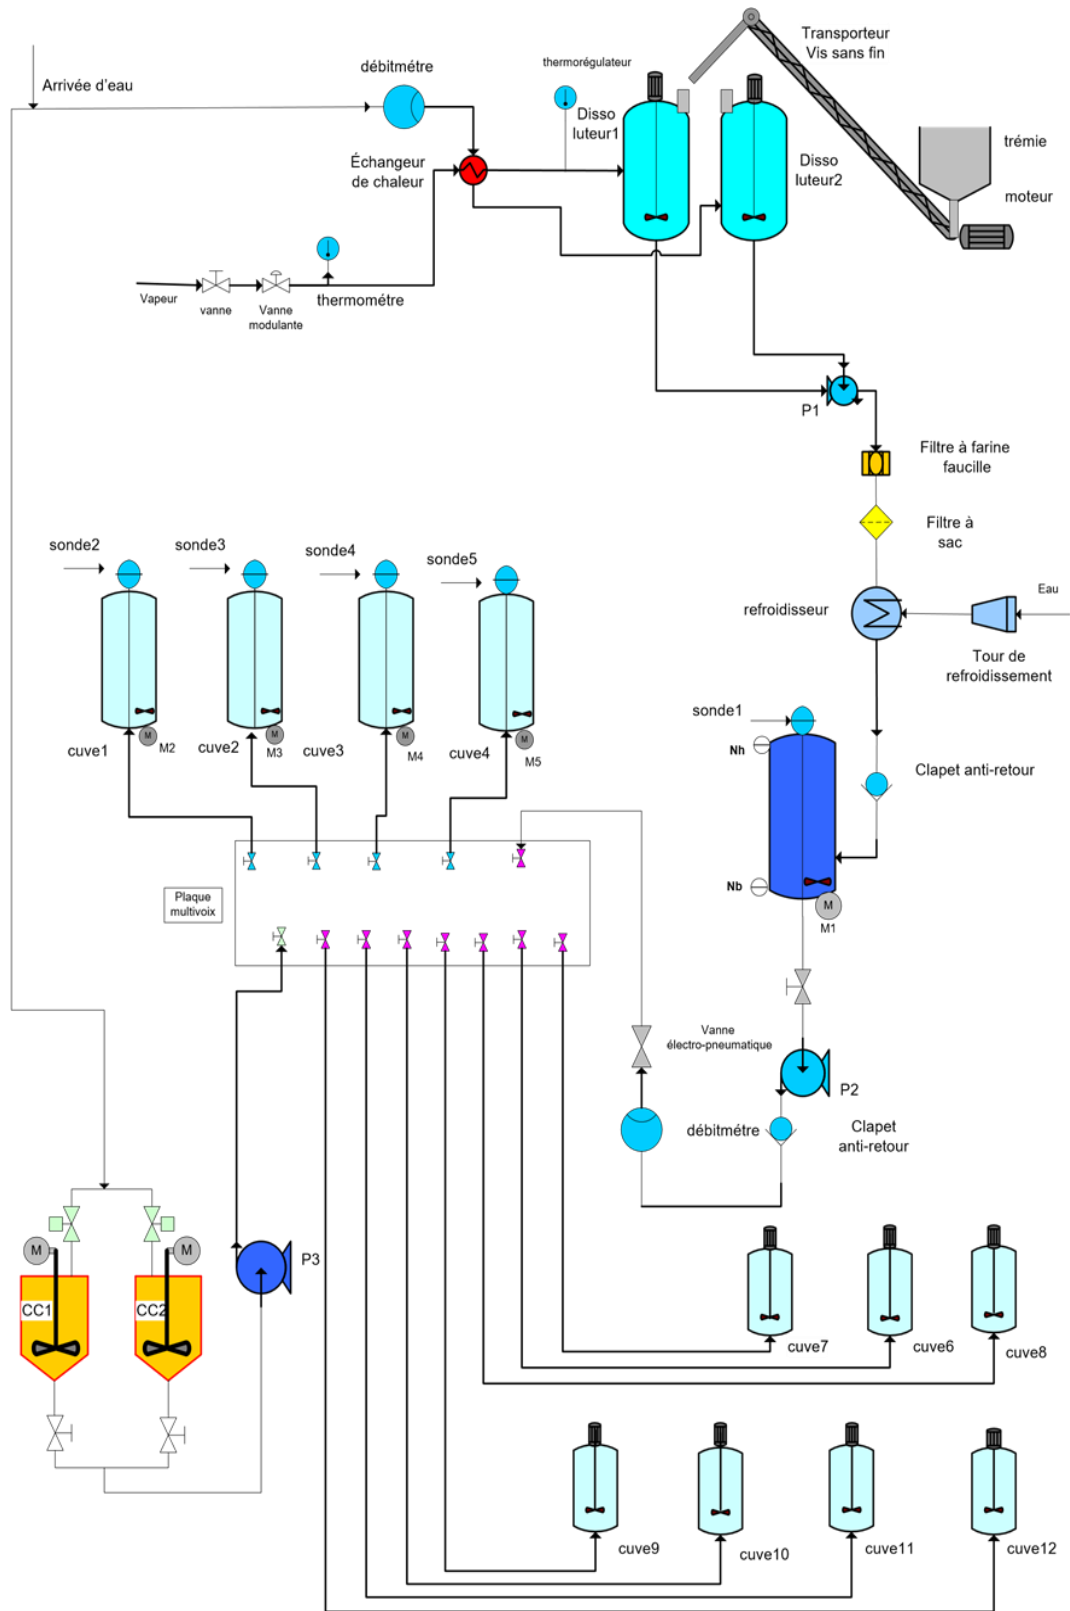 Transporteur
Vis sans fin
débitmétre
thermorégulateur
Arrivée d'eau
Disso
luteur1
trémie
Échangeur
de chaleur
Disso
luteur2
moteur
Vapeur
vanne
Vanne
modulante
thermométre
P1
Filtre à farine
faucille
Filtre à
sac
sonde2
sonde3
sonde4
sonde5
refroidisseur
Eau
Tour de
refroidissement
sonde1
Nh
M
M2
M
M3
M
M4
M
M5
cuve1
cuve2
cuve3
cuve4
Clapet anti-retour
Nb
M
M1
Plaque
multivoix
Vanne
électro-pneumatique
P2
débitmétre
Clapet
anti-retour
M
M
P3
CC1
CC2
cuve7
cuve6
cuve8
cuve9
cuve10
cuve11
cuve12